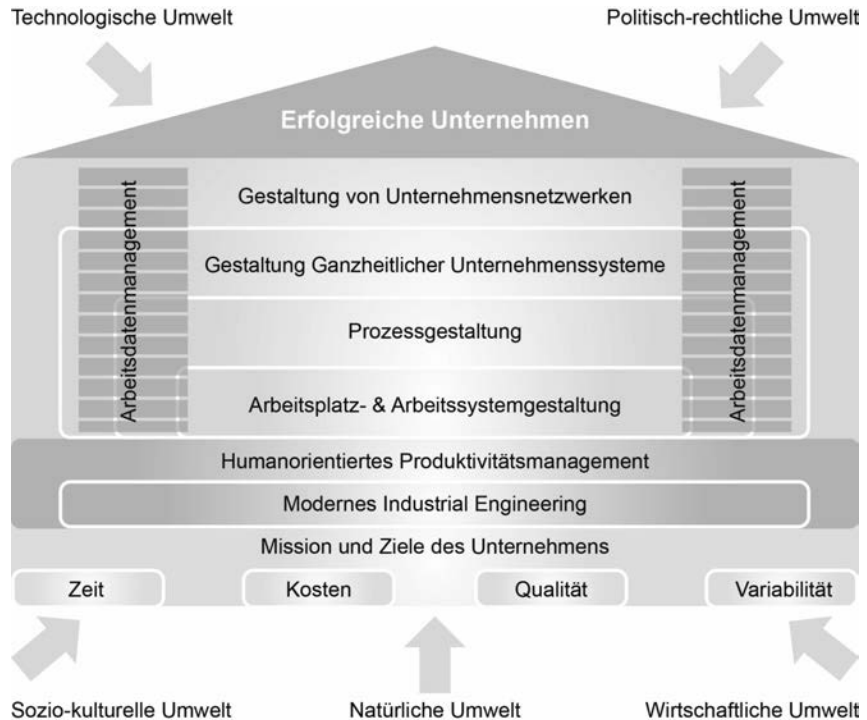 Technologische Umwelt
Politisch-rechtliche Umwelt
Erfolgreiche Unternehmen
Arbeitsdatenmanagement
Gestaltung von Unternehmensnetzwerken
Gestaltung Ganzheitlicher Unternehmenssysteme
Prozessgestaltung
Arbeitsplatz- & Arbeitssystemgestaltung
Arbeitsdatenmanagement
Humanorientiertes Produktivitätsmanagement
Modernes Industrial Engineering
Mission und Ziele des Unternehmens
Zeit
Kosten
Qualität
Variabilität
Sozio-kulturelle Umwelt
Natürliche Umwelt
Wirtschaftliche Umwelt